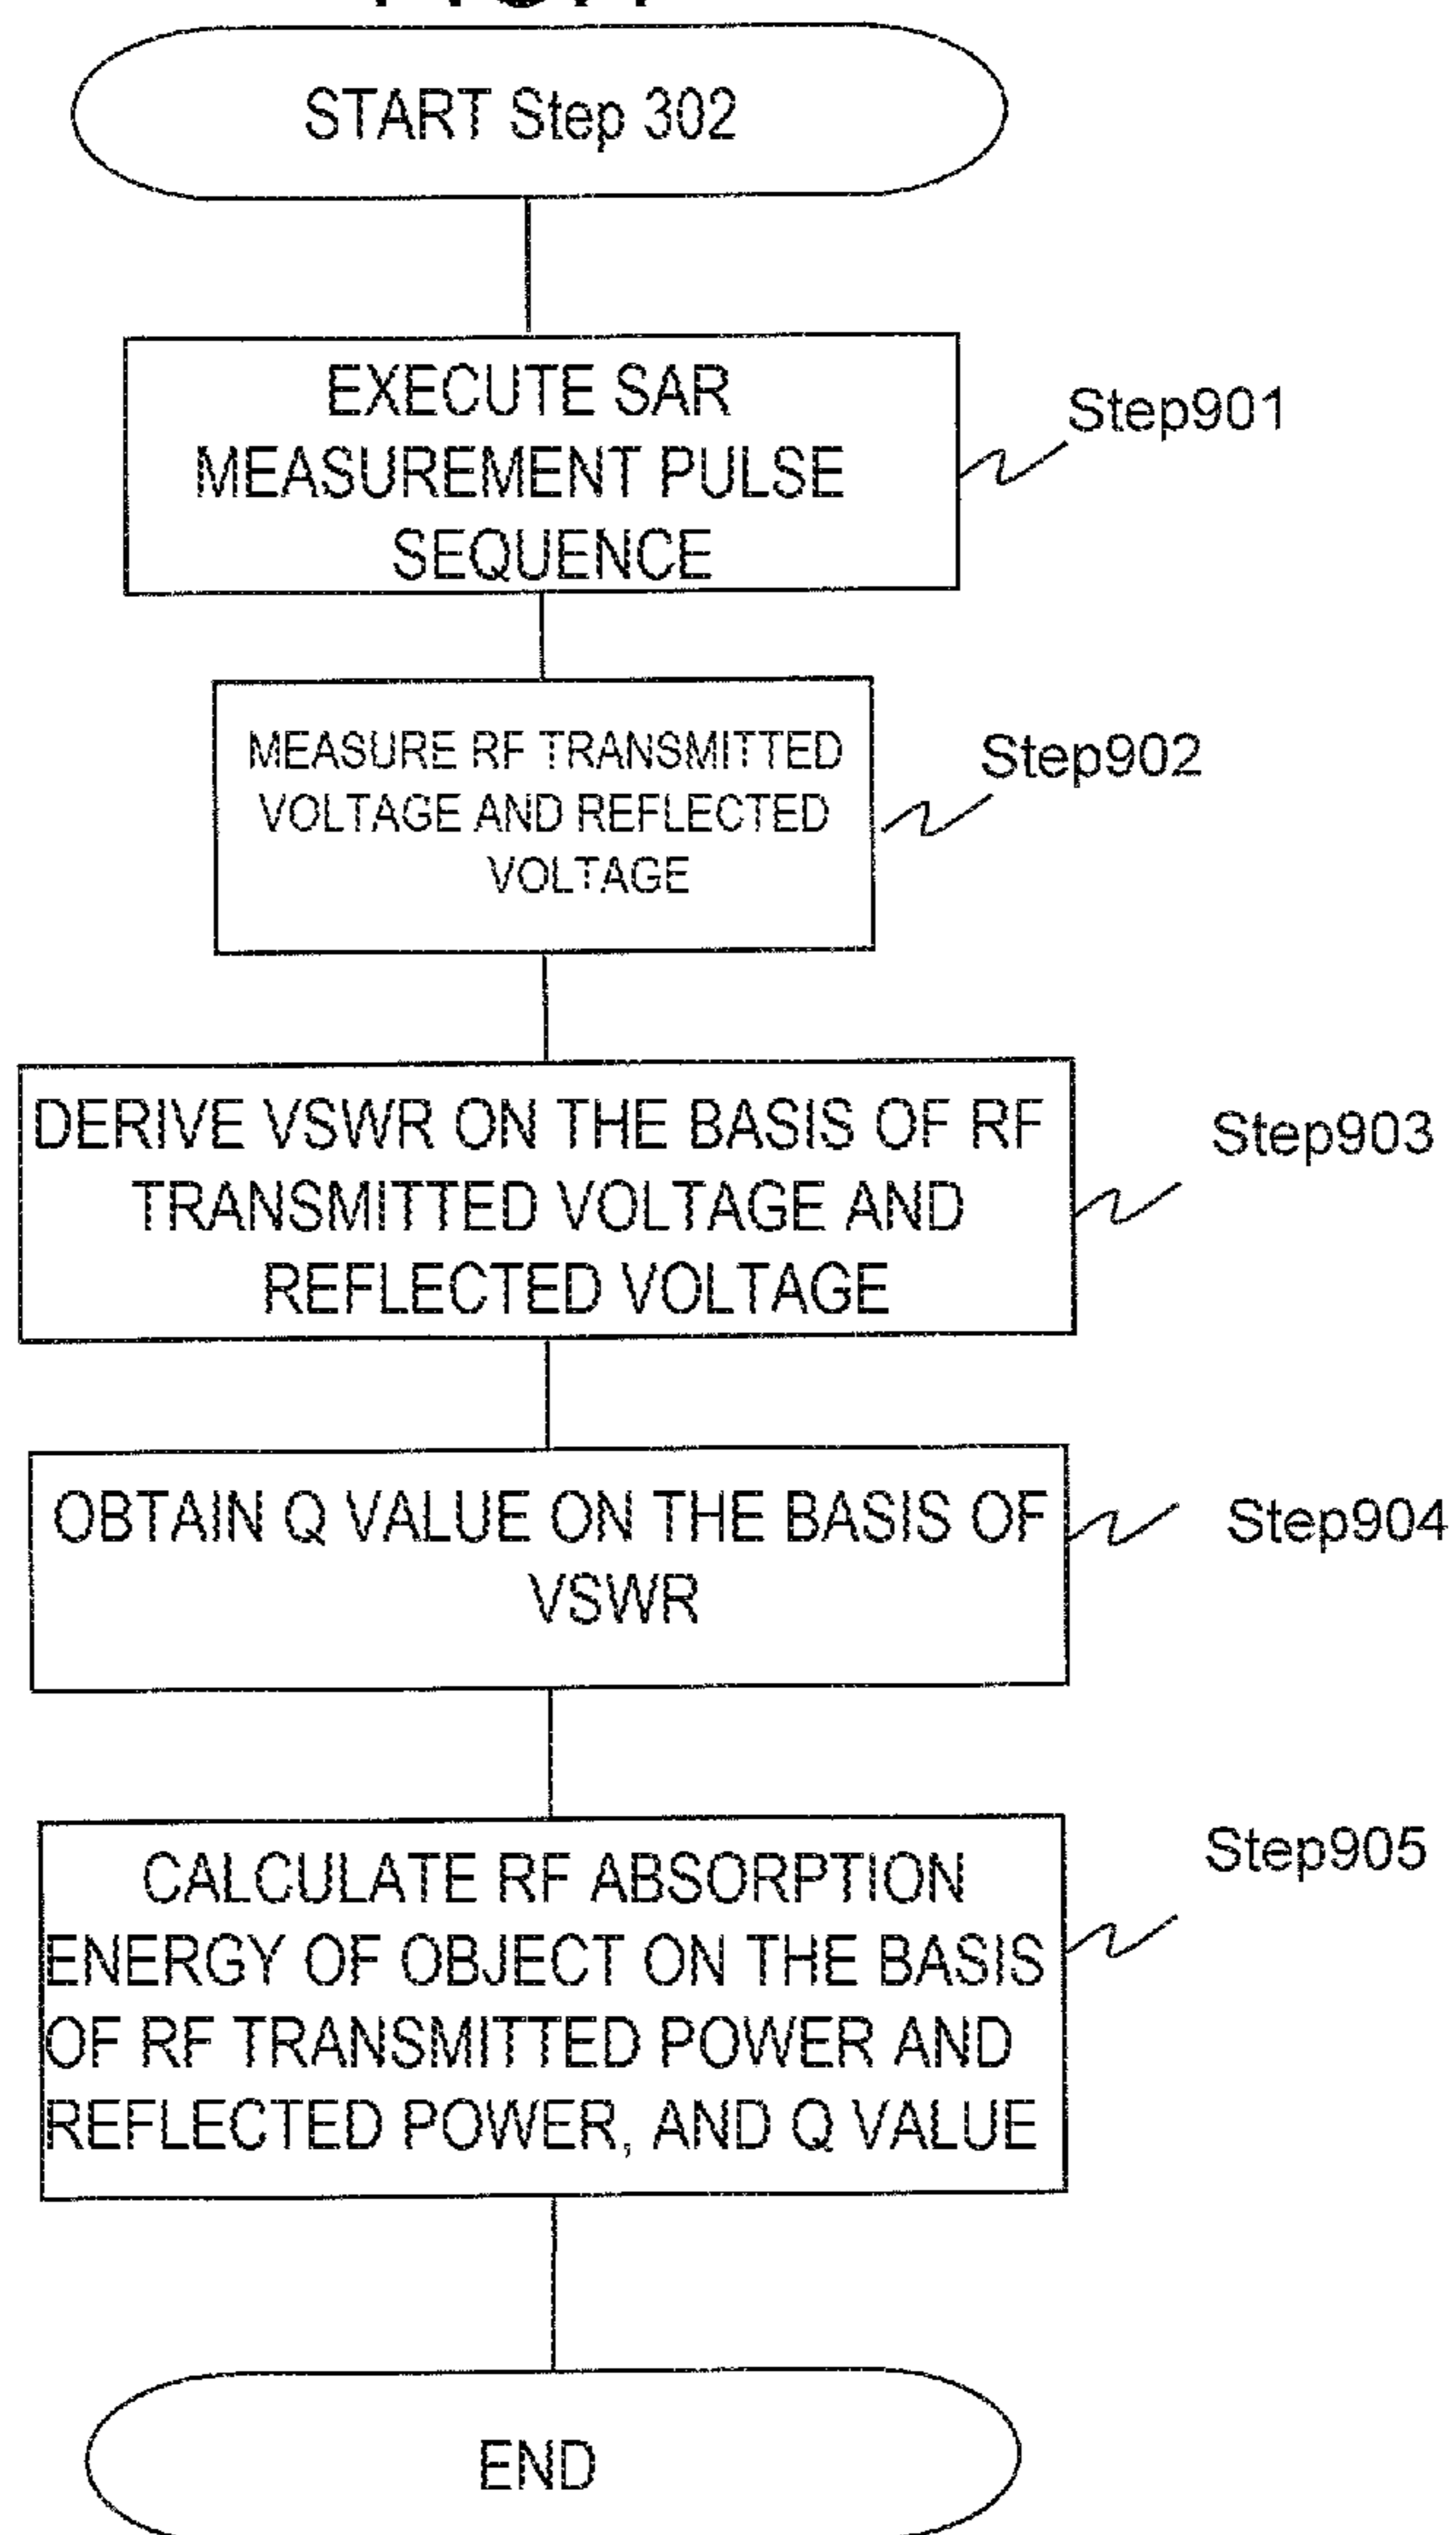 START Step 302
EXECUTE SAR
MEASUREMENT PULSE
SEQUENCE
Step901
MEASURE RF TRANSMITTED
VOLTAGE AND REFLECTED
VOLTAGE
Step902
DERIVE VSWR ON THE BASIS OF RF
TRANSMITTED VOLTAGE AND
REFLECTED VOLTAGE
Step903
OBTAIN Q VALUE ON THE BASIS OF
VSWR
Step904
CALCULATE RF ABSORPTION
ENERGY OF OBJECT ON THE BASIS
OF RF TRANSMITTED POWER AND
REFLECTED POWER, AND Q VALUE
Step905
END